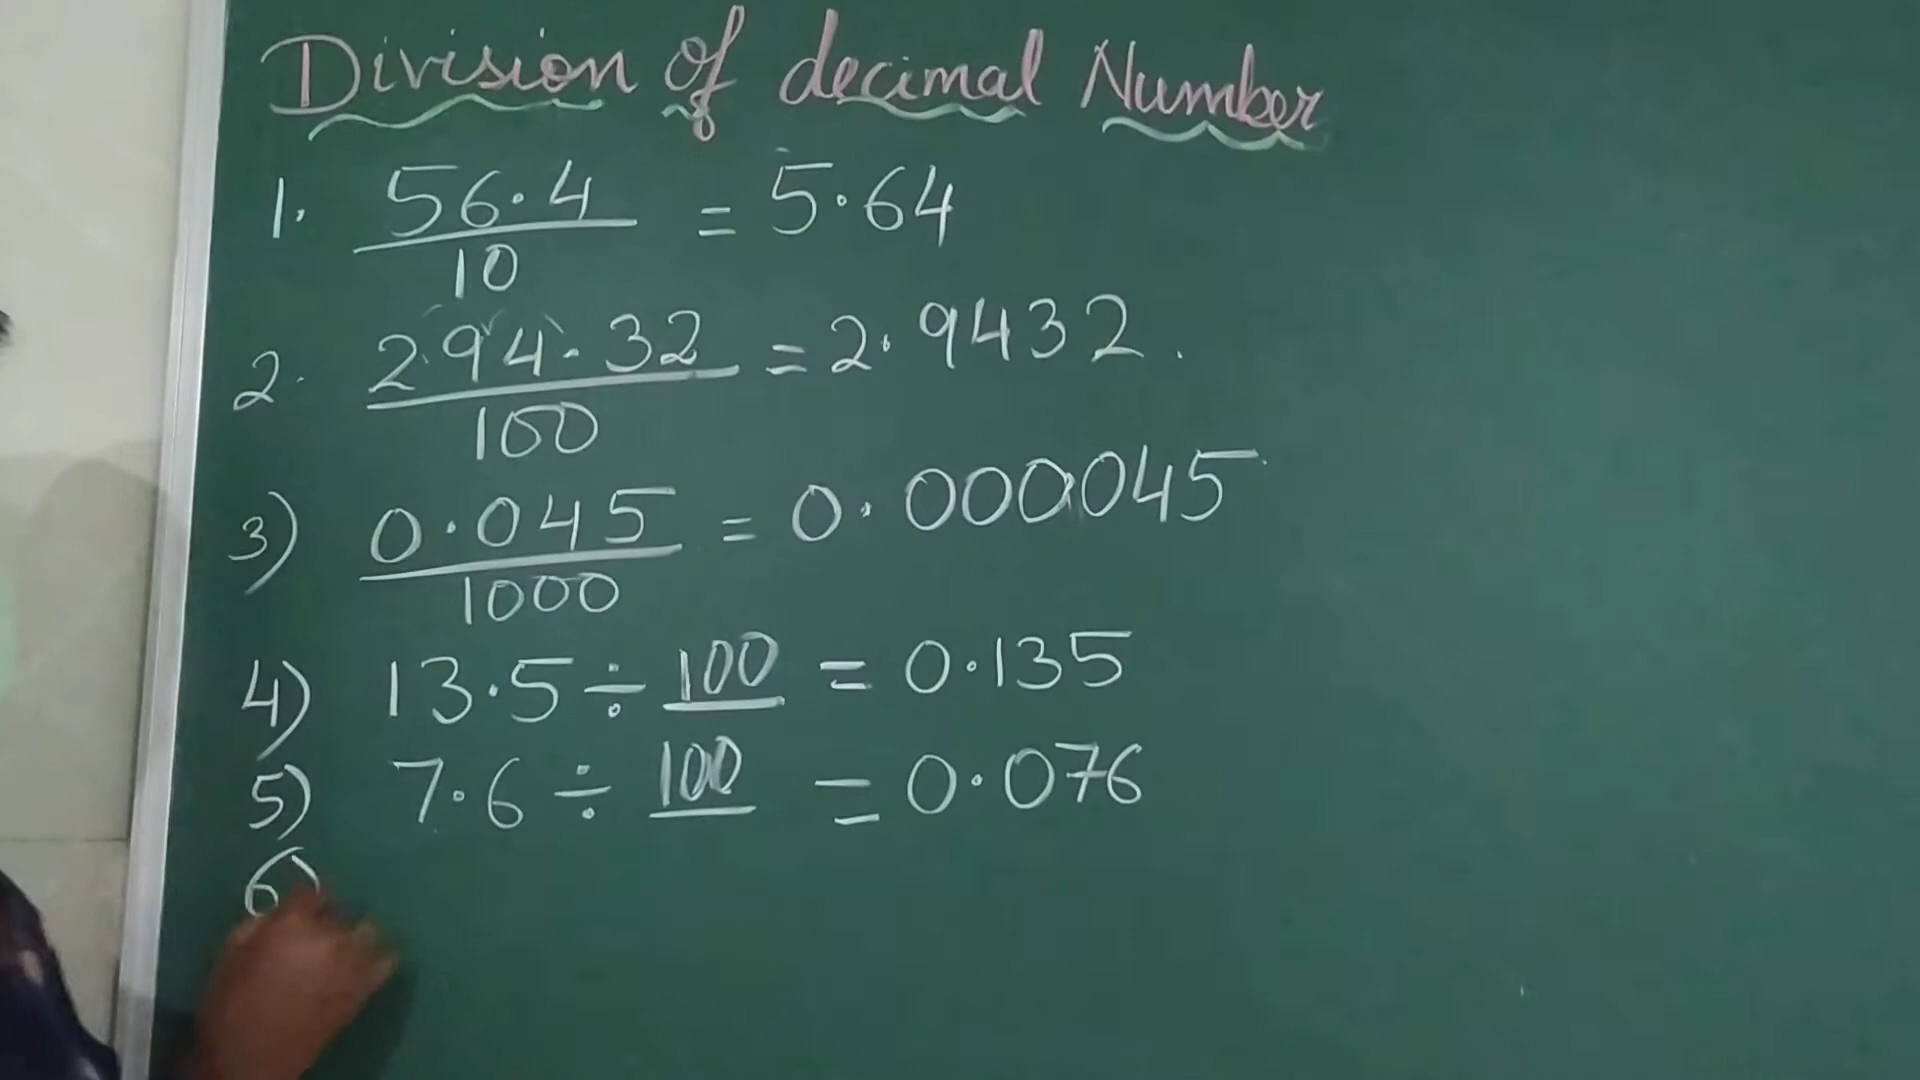 Division of decimal Number
1. 56.4/10 = 5.64
2. 294.32/100 = 2.9432.
3) 0.045/1000 = 0.000045
4) 13.5 ÷ 100 = 0.135
5) 7.6 ÷ 100 = 0.076
6)